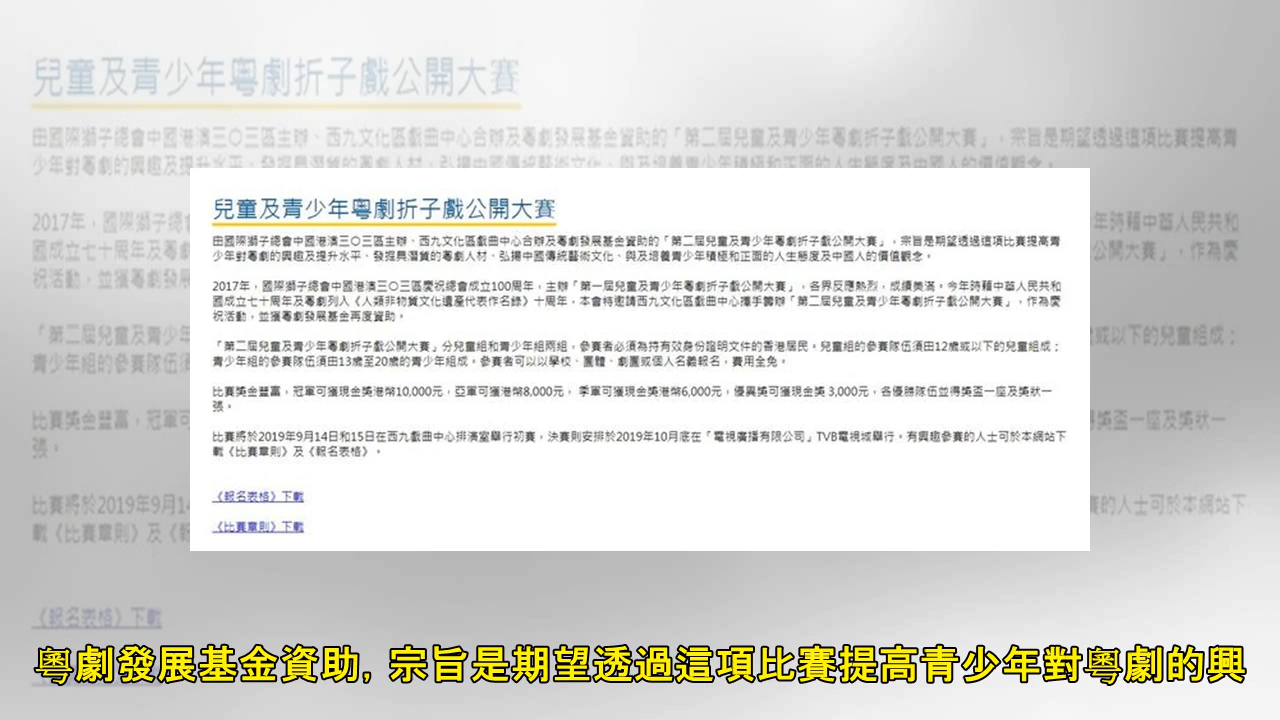 兒童及青少年粵劇折子戲公開大賽
由國際獅子總會中國港澳三〇三區主辦、西九文化區戲曲中心合辦及粵劇發展基金資助的「第二屆兒童及青少年粵劇折子戲公開大賽」，宗旨是期望透過這項比賽提高青
少年對粵劇的興趣及提升水平、發掘具潛質的粵劇人材、弘揚中國傳統藝術文化、與及培養青少年積極和正面的人生態度及中國人的價值觀念。
2017年，國際獅子總會中國港澳三〇三區慶祝總會成立100周年，主辦「第一屆兒童及青少年粵劇折子戲公開大賽」，各界反應熱烈，成績美滿。今年時藉中華人民共和
國成立七十周年及粵劇列入《人類非物質文化遺產代表作名錄》十周年，本會特邀請西九文化區戲曲中心攜手籌辦「第二屆兒童及青少年粵劇折子戲公開大賽」，作為慶
祝活動，並獲粵劇發展基金再度資助。
「第二屆兒童及青少年粵劇折子戲公開大賽」分兒童組和青少年組兩組，參賽者必須為持有效身份證明文件的香港居民。兒童組的參賽隊伍須由12歲或以下的兒童組成；
青少年組的參賽隊伍須由13歲至20歲的青少年組成。參賽者可以以學校、團體、劇團或個人名義報名，費用全免。
比賽獎金豐富，冠軍可獲現金獎港幣10,000元，亞軍可獲港幣8,000元， 季軍可獲現金獎港幣6,000元，優異獎可獲現金獎 3,000元，各優勝隊伍並得獎盃一座及獎狀一
張。
比賽將於2019年9月14日和15日在西九戲曲中心排演室舉行初賽，決賽則安排於2019年10月底在「電視廣播有限公司」TVB電視城舉行。有興趣參賽的人士可於本網站下
載《比賽章則》及《報名表格》。
《報名表格》下載
《比賽章則》下載
粵劇發展基金資助, 宗旨是期望透過這項比賽提高青少年對粵劇的興